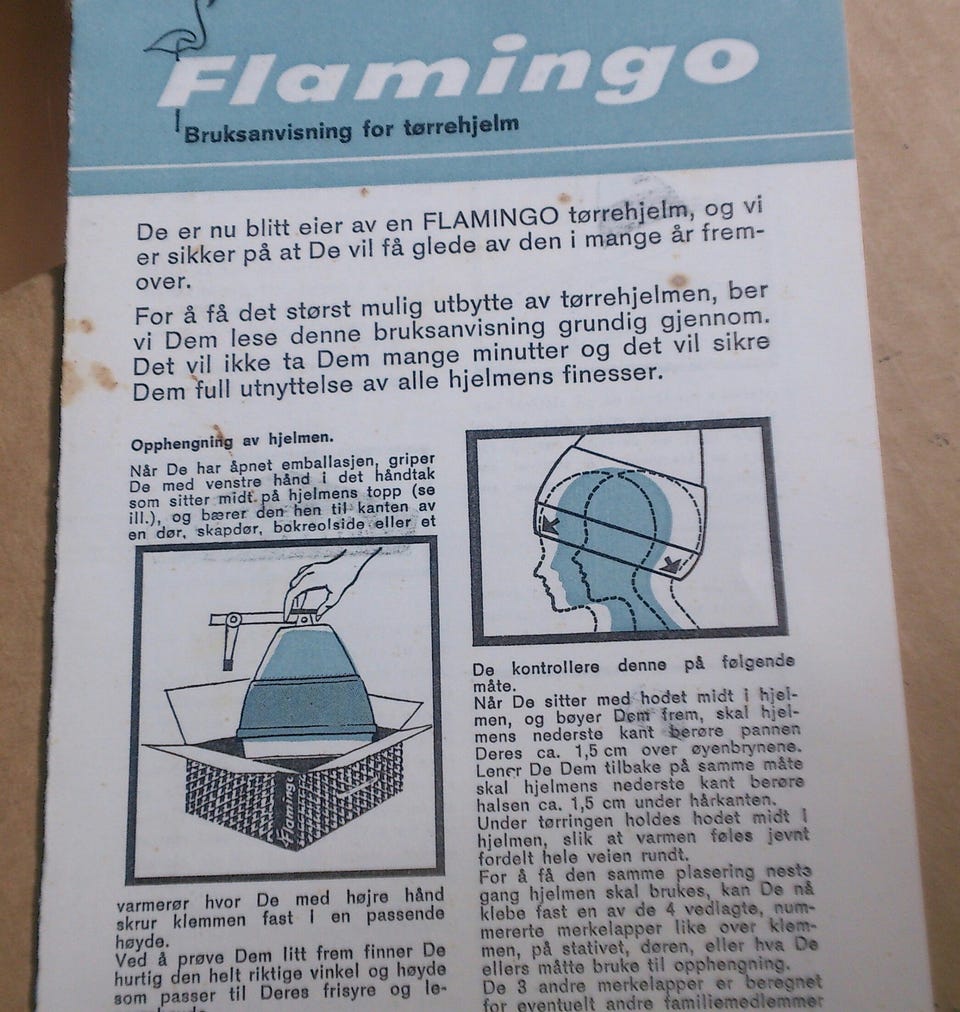 Flamingo
Bruksanvisning for tørrehjelm
De er nu blitt eier av en FLAMINGO tørrehjelm, og vi
er sikker på at De vil få glede av den i mange år frem-
over.
For å få det størst mulig utbytte av tørrehjelmen, ber
vi Dem lese denne bruksanvisning grundig gjennom.
Det vil ikke ta Dem mange minutter og det vil sikre
Dem full utnyttelse av alle hjelmens finesser.
Opphengning av hjelmen.
Når De har åpnet emballasjen, griper
De med venstre hånd i det håndtak
som sitter midt på hjelmens topp (se
ill.), og bærer den hen til kanten av
en dør, skapdør, bokreolside eller et
Flamingo
varmerør hvor De med højre hånd
skrur klemmen fast i en passende
høyde.
Ved å prøve Dem litt frem finner De
hurtig den helt riktige vinkel og høyde
som passer til Deres frisyre og le-
De kontrollere denne på følgende
måte.
Når De sitter med hodet midt i hjel-
men, og bøyer Dem frem, skal hjel-
mens nederste kant berøre pannen
Deres ca. 1,5 cm over øyenbrynene.
Lener De Dem tilbake på samme måte
skal hjelmens nederste kant berøre
halsen ca. 1,5 cm under hårkanten.
Under tørringen holdes hodet midt i
hjelmen, slik at varmen føles jevnt
fordelt hele veien rundt.
For å få den samme plasering neste
gang hjelmen skal brukes, kan De nå
klebe fast en av de 4 vedlagte, num-
mererte merkelapper like over klem-
men, på stativet, døren, eller hva De
ellers måtte bruke til opphengning.
De 3 andre merkelapper er beregnet
for eventuelt andre familiemedlemmer